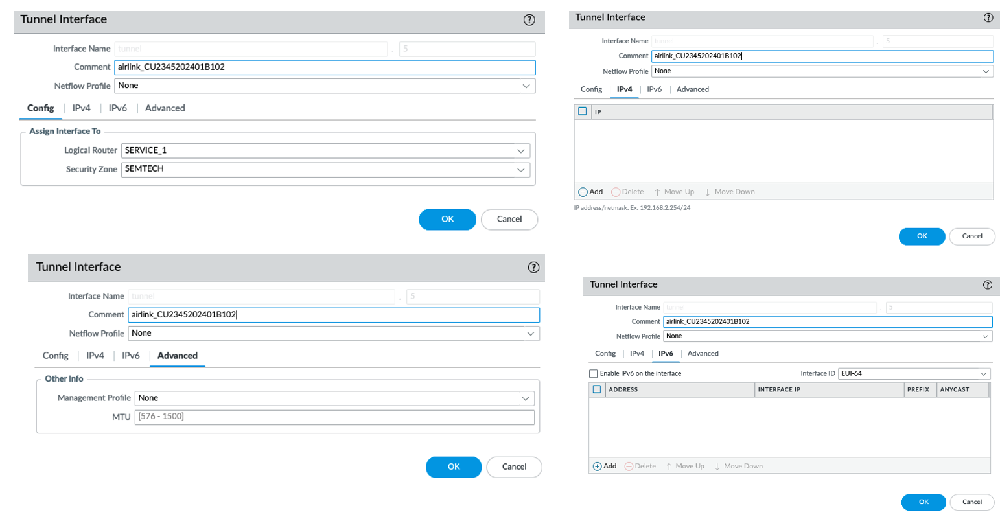 Tunnel Interface ?
Interface Name tunnel . 5
Comment airlink_CU2345202401B102
Netflow Profile None
Config IPv4 IPv6 Advanced
Assign Interface To
Logical Router SERVICE_1
Security Zone SEMTECH
OK Cancel
Tunnel Interface ?
Interface Name tunnel . 5
Comment airlink_CU2345202401B102
Netflow Profile None
Config IPv4 IPv6 Advanced
IP
Add Delete Move Up Move Down
IP address/netmask. Ex. 192.168.2.254/24
OK Cancel
Tunnel Interface ?
Interface Name tunnel . 5
Comment airlink_CU2345202401B102
Netflow Profile None
Config IPv4 IPv6 Advanced
Other Info
Management Profile None
MTU [576 - 1500]
OK Cancel
Tunnel Interface ?
Interface Name tunnel . 5
Comment airlink_CU2345202401B102
Netflow Profile None
Config IPv4 IPv6 Advanced
Enable IPv6 on the interface Interface ID EUI-64
ADDRESS INTERFACE IP PREFIX ANYCAST
Add Delete Move Up Move Down
OK Cancel